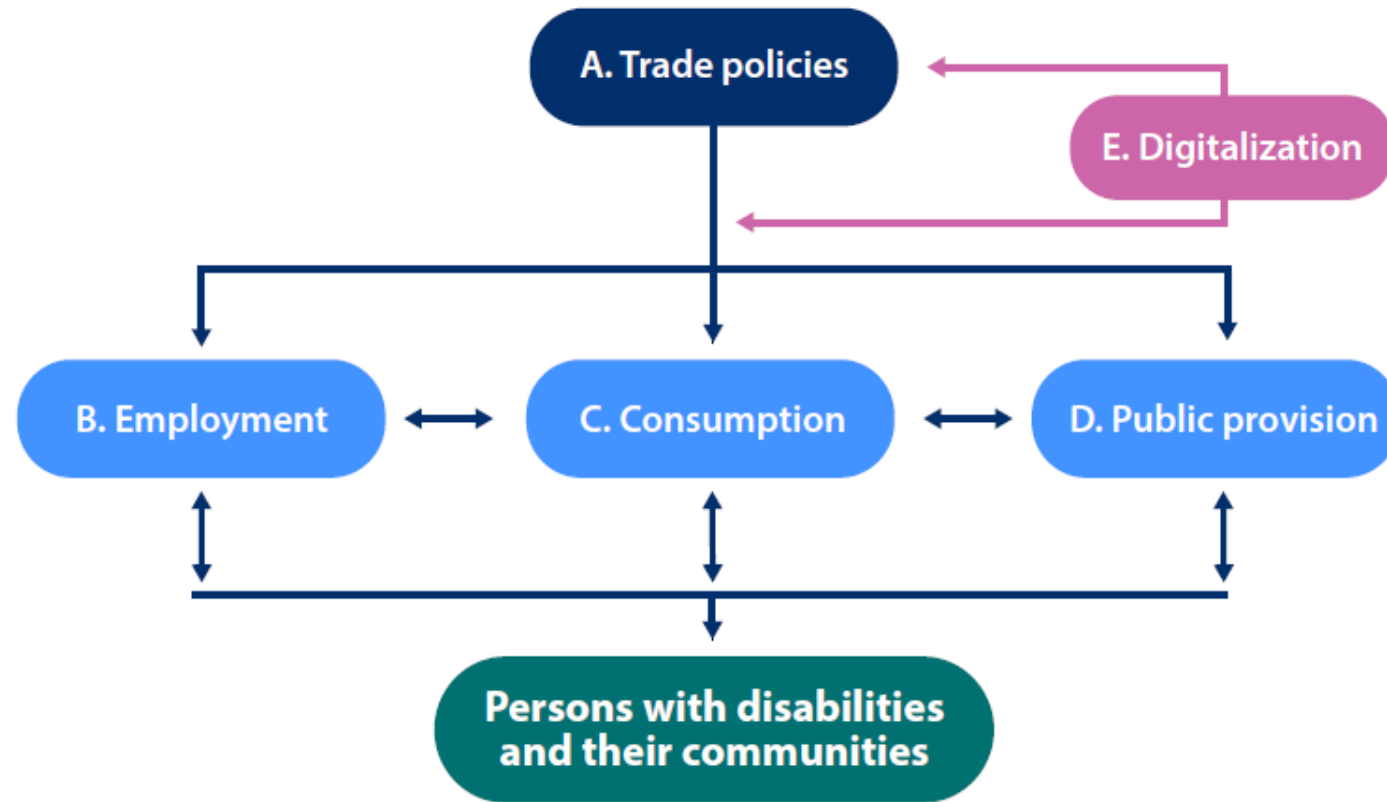 A. Trade policies
E. Digitalization
B. Employment
C. Consumption
D. Public provision
Persons with disabilities
and their communities